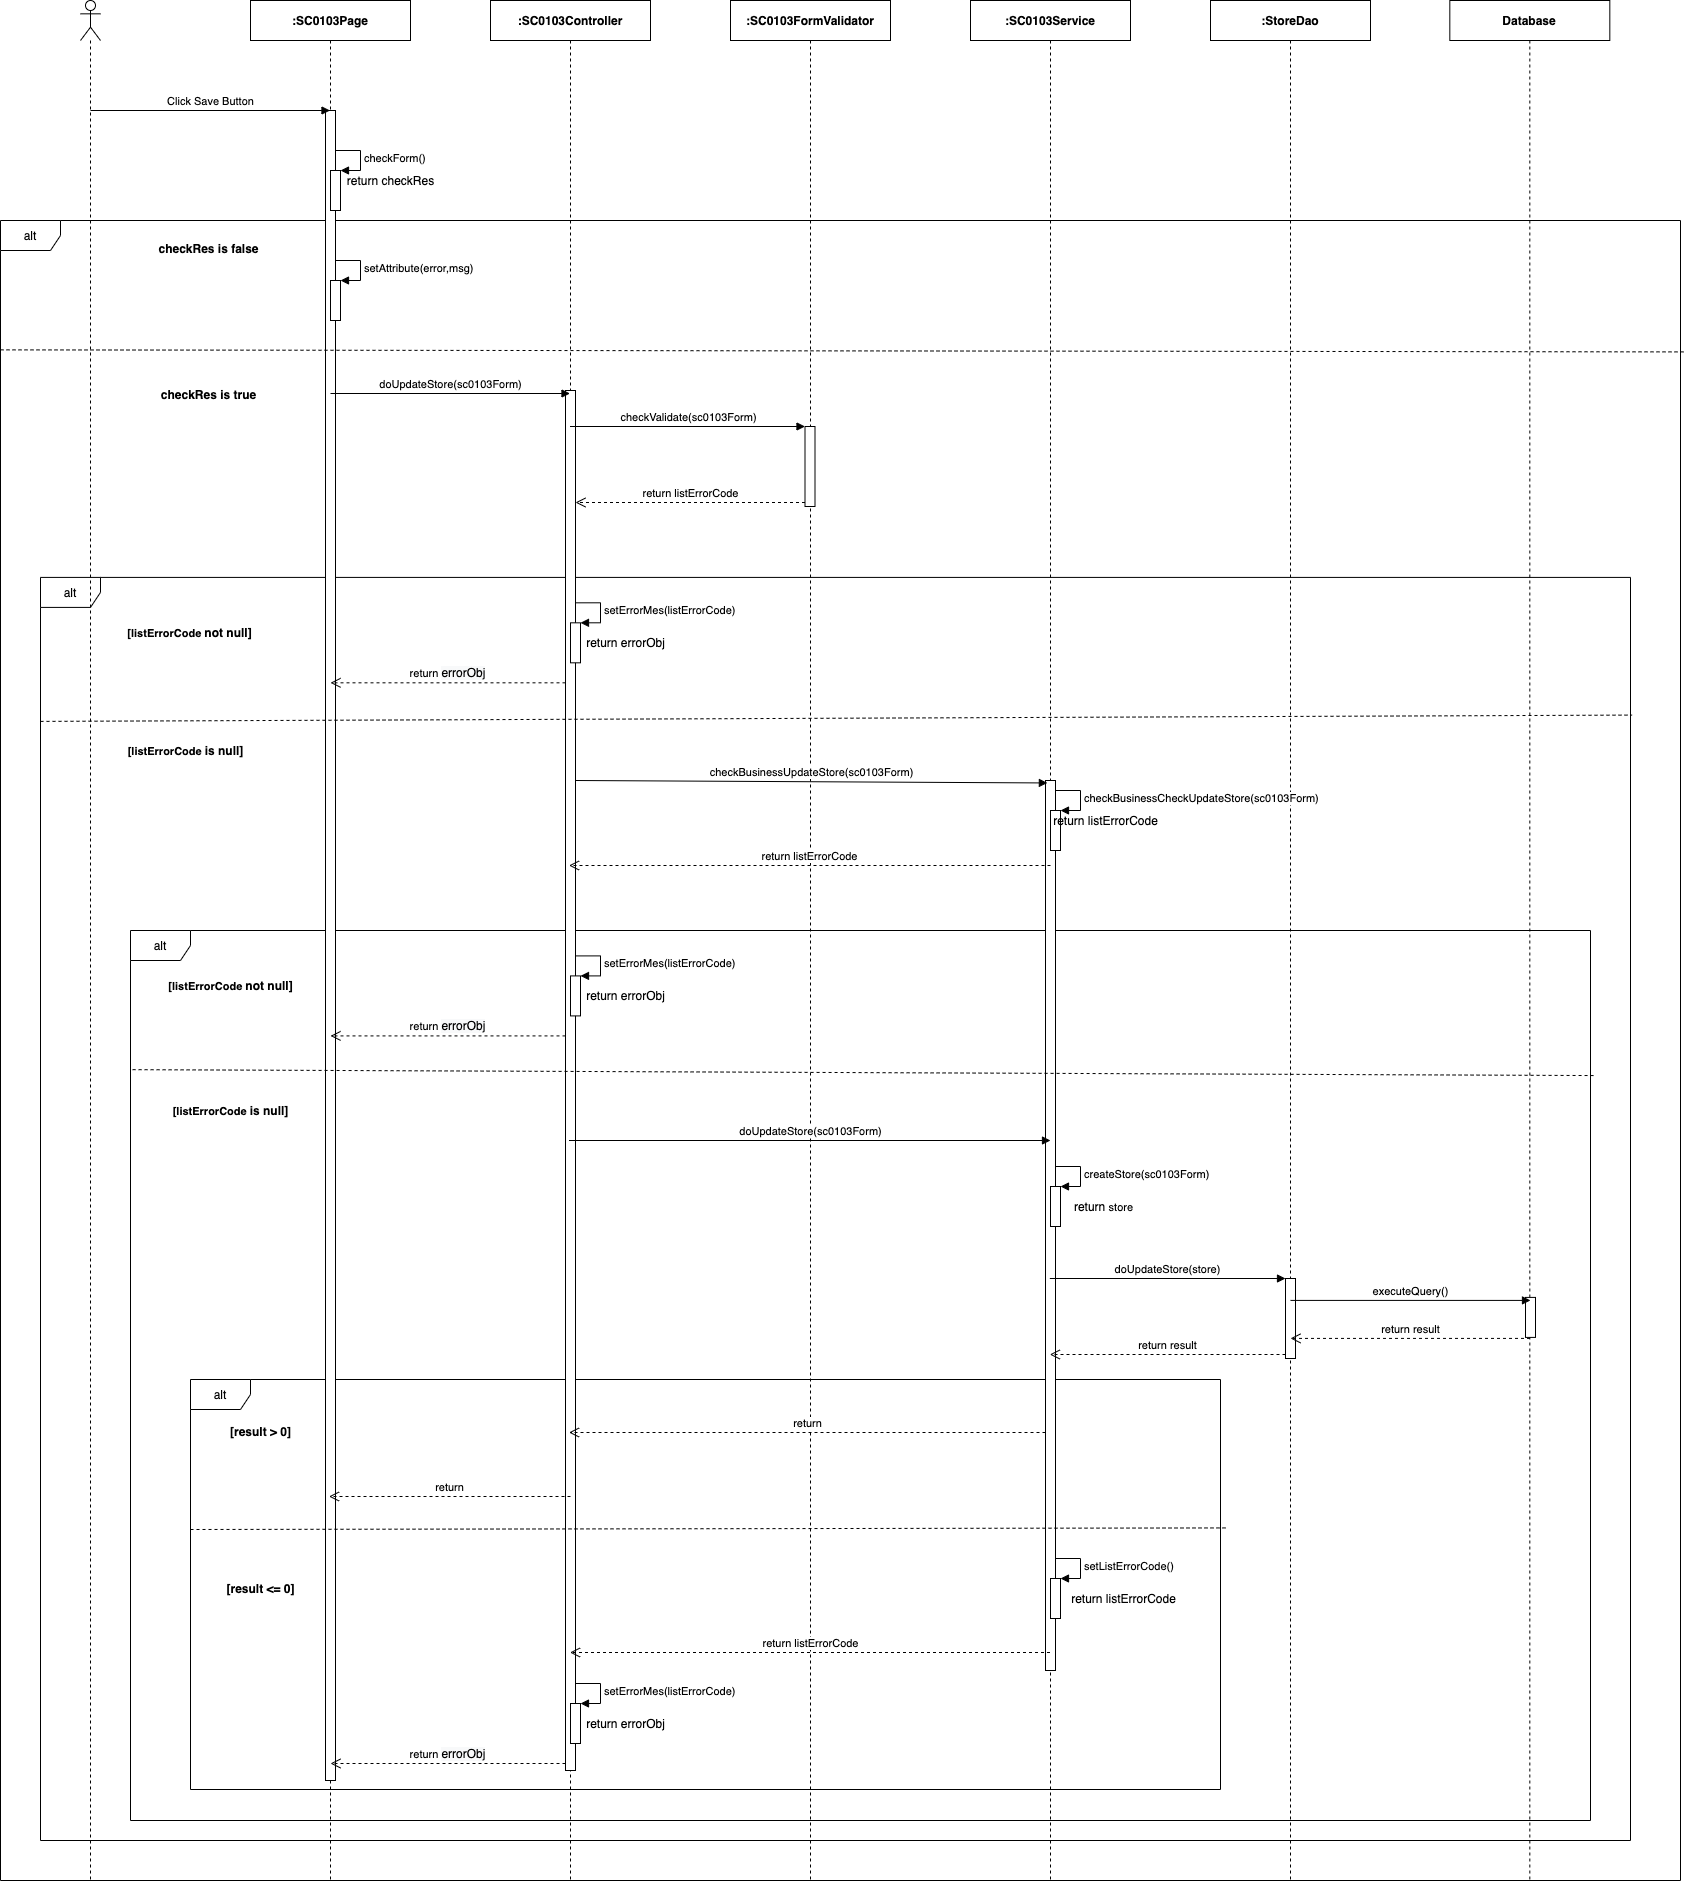 :SC0103Page
:SC0103Controller
:SC0103FormValidator
:SC0103Service
:StoreDao
Database
Click Save Button
checkForm()
return checkRes
alt
checkRes is false
setAttribute(error,msg)
checkRes is true
doUpdateStore(sc0103Form)
checkValidate(sc0103Form)
return listErrorCode
alt
setErrorMes(listErrorCode)
[listErrorCode not null]
return errorObj
return errorObj
[listErrorCode is null]
checkBusinessUpdateStore(sc0103Form)
checkBusinessCheckUpdateStore(sc0103Form)
return listErrorCode
return listErrorCode
alt
setErrorMes(listErrorCode)
[listErrorCode not null]
return errorObj
return errorObj
[listErrorCode is null]
doUpdateStore(sc0103Form)
createStore(sc0103Form)
return store
doUpdateStore(store)
executeQuery()
return result
return result
alt
[result > 0]
return
return
setListErrorCode()
[result <= 0]
return listErrorCode
return listErrorCode
setErrorMes(listErrorCode)
return errorObj
return errorObj